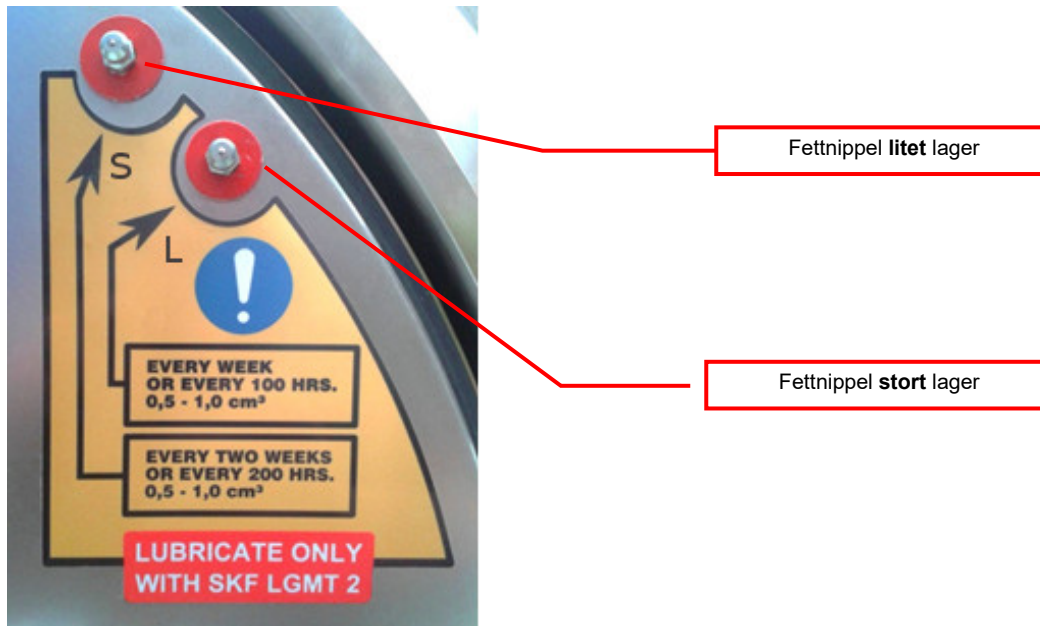 Fettnippel litet lager
S
L
Fettnippel stort lager
EVERY WEEK
OR EVERY 100 HRS.
0,5 - 1,0 cm³
EVERY TWO WEEKS
OR EVERY 200 HRS.
0,5 - 1,0 cm³
LUBRICATE ONLY
WITH SKF LGMT 2